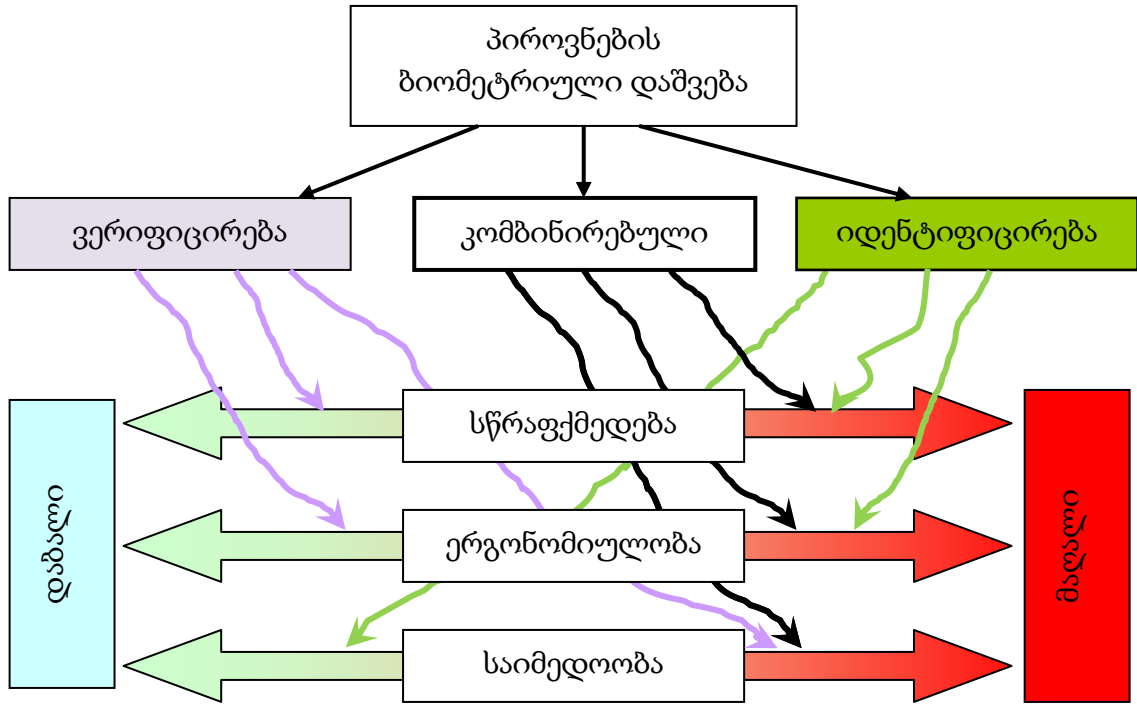 პიროვნების
ბიომეტრიული დაშვება
ვერიფიცირება
კომბინირებული
იდენტიფიცირება
სწრაფქმედება
დაბალი
ერგონომიულობა
მაღალი
საიმედოობა